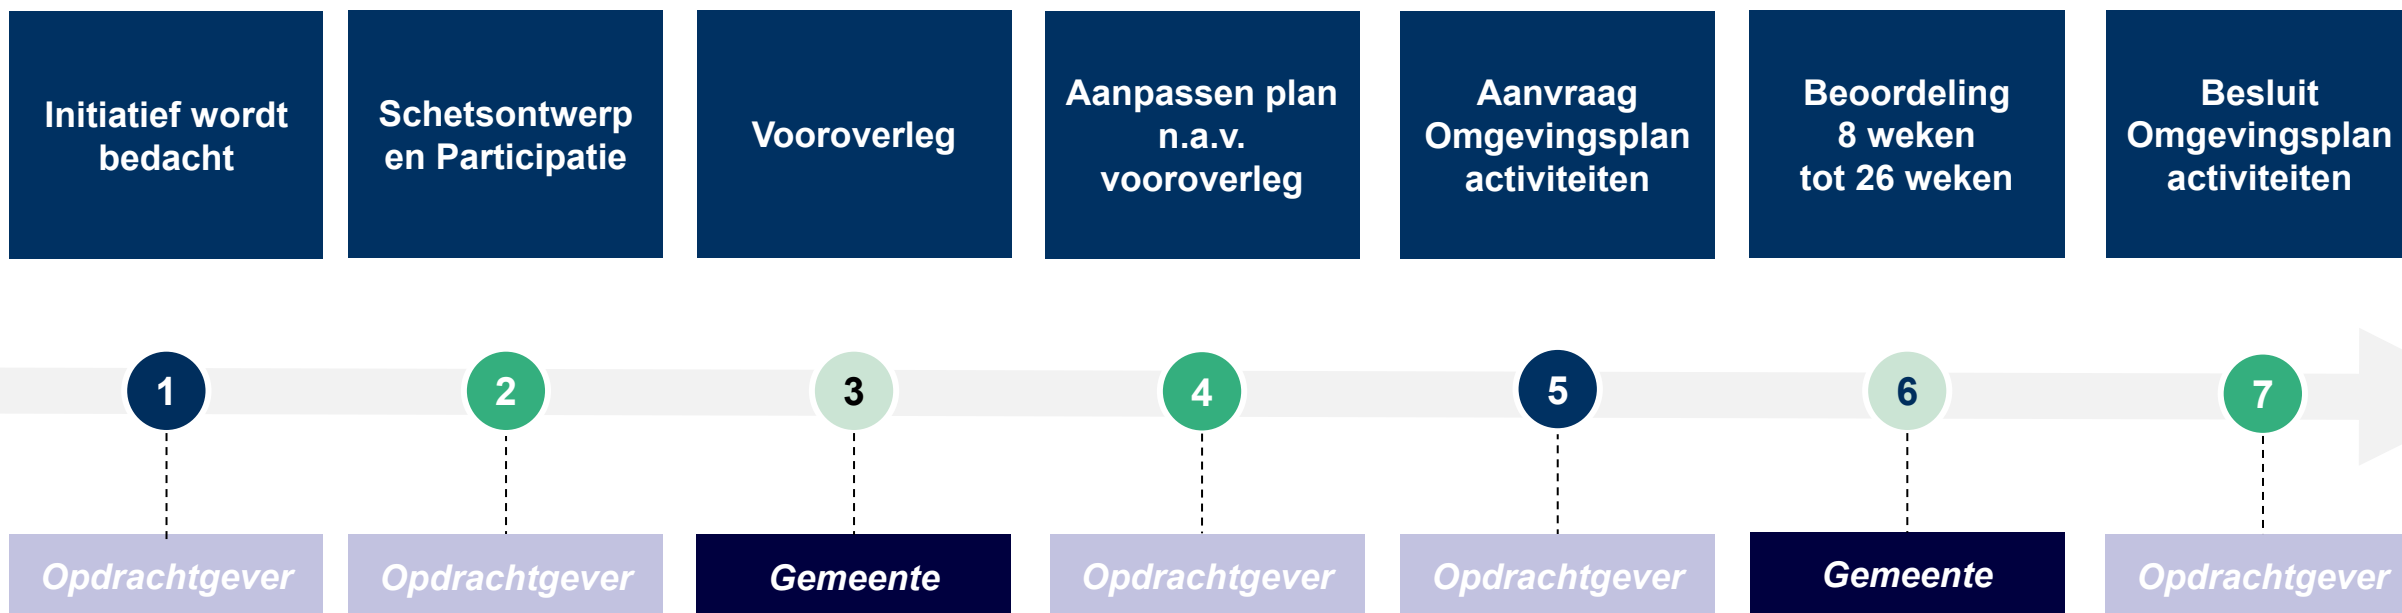 Initiatief wordt
bedacht
Schetsontwerp
en Participatie
Vooroverleg
Aanpassen plan
n.a.v.
vooroverleg
Aanvraag
Omgevingsplan
activiteiten
Beoordeling
8 weken
tot 26 weken
Besluit
Omgevingsplan
activiteiten
1
2
3
4
5
6
7
Opdrachtgever
Opdrachtgever
Gemeente
Opdrachtgever
Opdrachtgever
Gemeente
Opdrachtgever